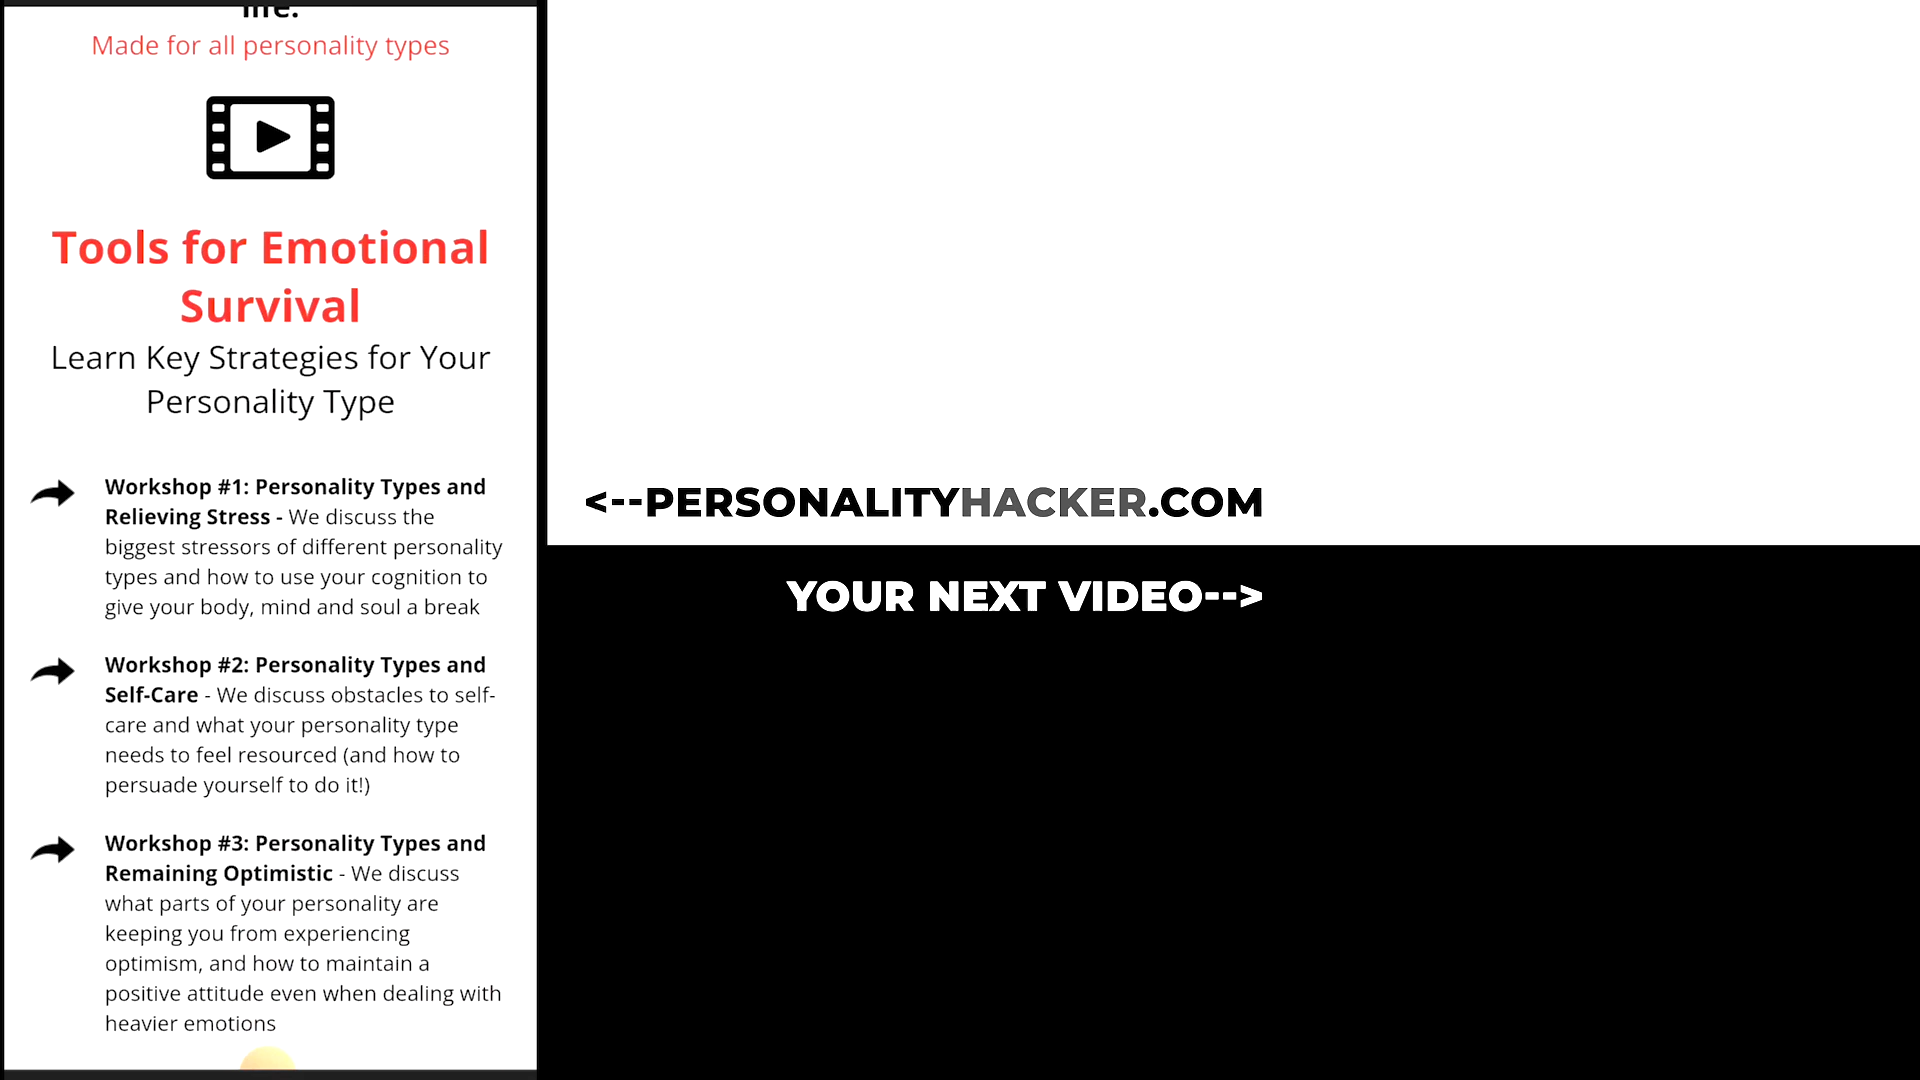 life.
Made for all personality types
Tools for Emotional
Survival
Learn Key Strategies for Your
Personality Type
Workshop #1: Personality Types and
Relieving Stress - We discuss the
biggest stressors of different personality
types and how to use your cognition to
give your body, mind and soul a break
Workshop #2: Personality Types and
Self-Care - We discuss obstacles to self-
care and what your personality type
needs to feel resourced (and how to
persuade yourself to do it!)
Workshop #3: Personality Types and
Remaining Optimistic - We discuss
what parts of your personality are
keeping you from experiencing
optimism, and how to maintain a
positive attitude even when dealing with
heavier emotions
<--PERSONALITYHACKER.COM
YOUR NEXT VIDEO-->